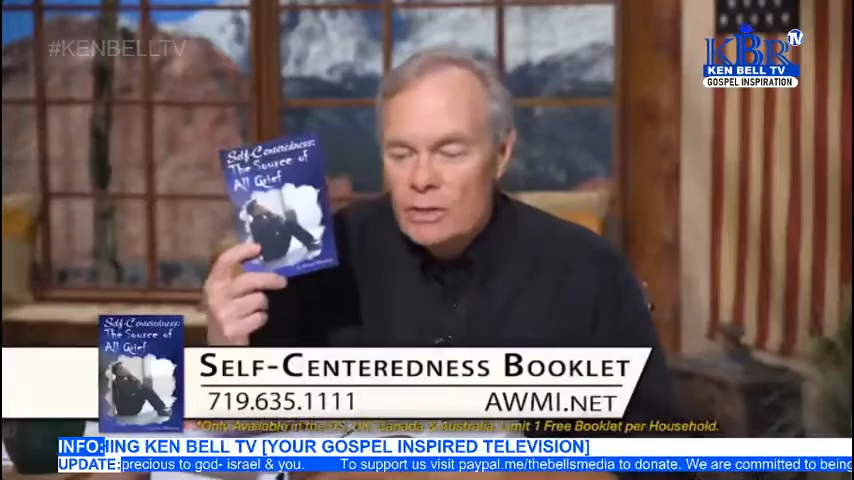 #KENBELLTV
KBR TV
KEN BELL TV
GOSPEL INSPIRATION
Self-Centeredness:
The Source of
All Grief
Self-Centeredness:
The Source of
All Grief
SELF-CENTEREDNESS BOOKLET
719.635.1111
AWMI.NET
*Only Available in the US, UK, Canada & Australia. Limit 1 Free Booklet per Household.
INFO: HING KEN BELL TV [YOUR GOSPEL INSPIRED TELEVISION]
UPDATE: precious to god- israel & you. To support us visit paypal.me/thebellsmedia to donate. We are committed to being